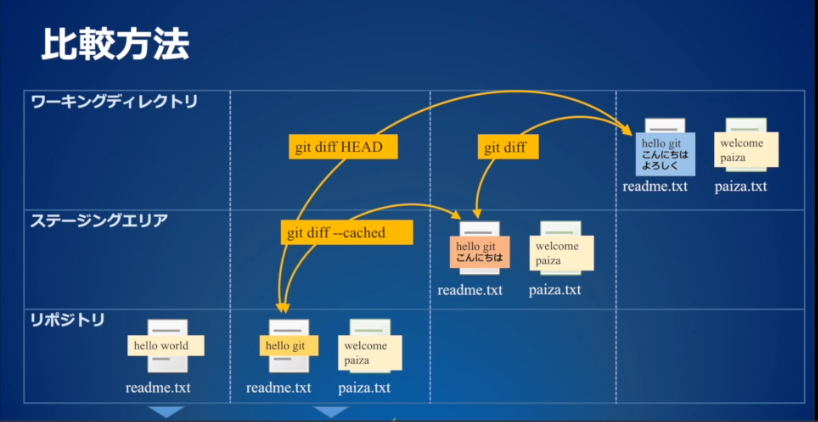 比較方法
ワーキングディレクトリ
git diff HEAD
git diff
hello git
こんにちは
よろしく
readme.txt
welcome
paiza
paiza.txt
ステージングエリア
git diff --cached
hello git
こんにちは
readme.txt
welcome
paiza
paiza.txt
リポジトリ
hello world
readme.txt
hello git
readme.txt
welcome
paiza
paiza.txt